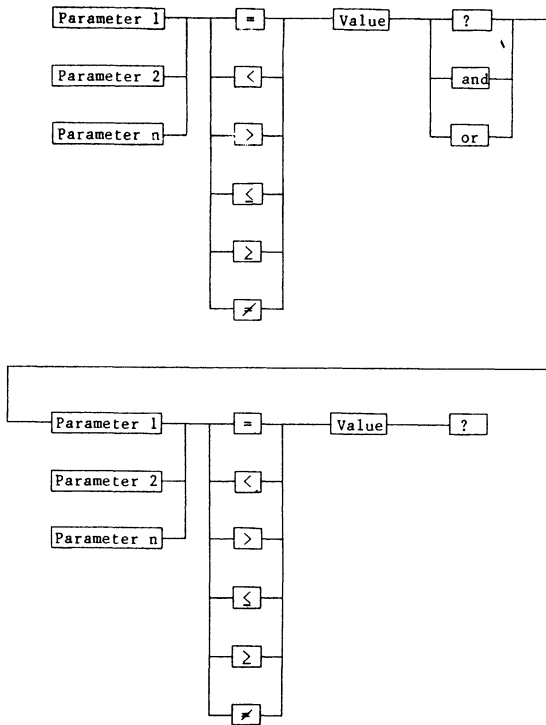 Parameter 1 = Value ?
Parameter 2 < and
Parameter n > or
≤
≥
≠
Parameter 1 = Value ?
Parameter 2 <
Parameter n >
≤
≥
≠